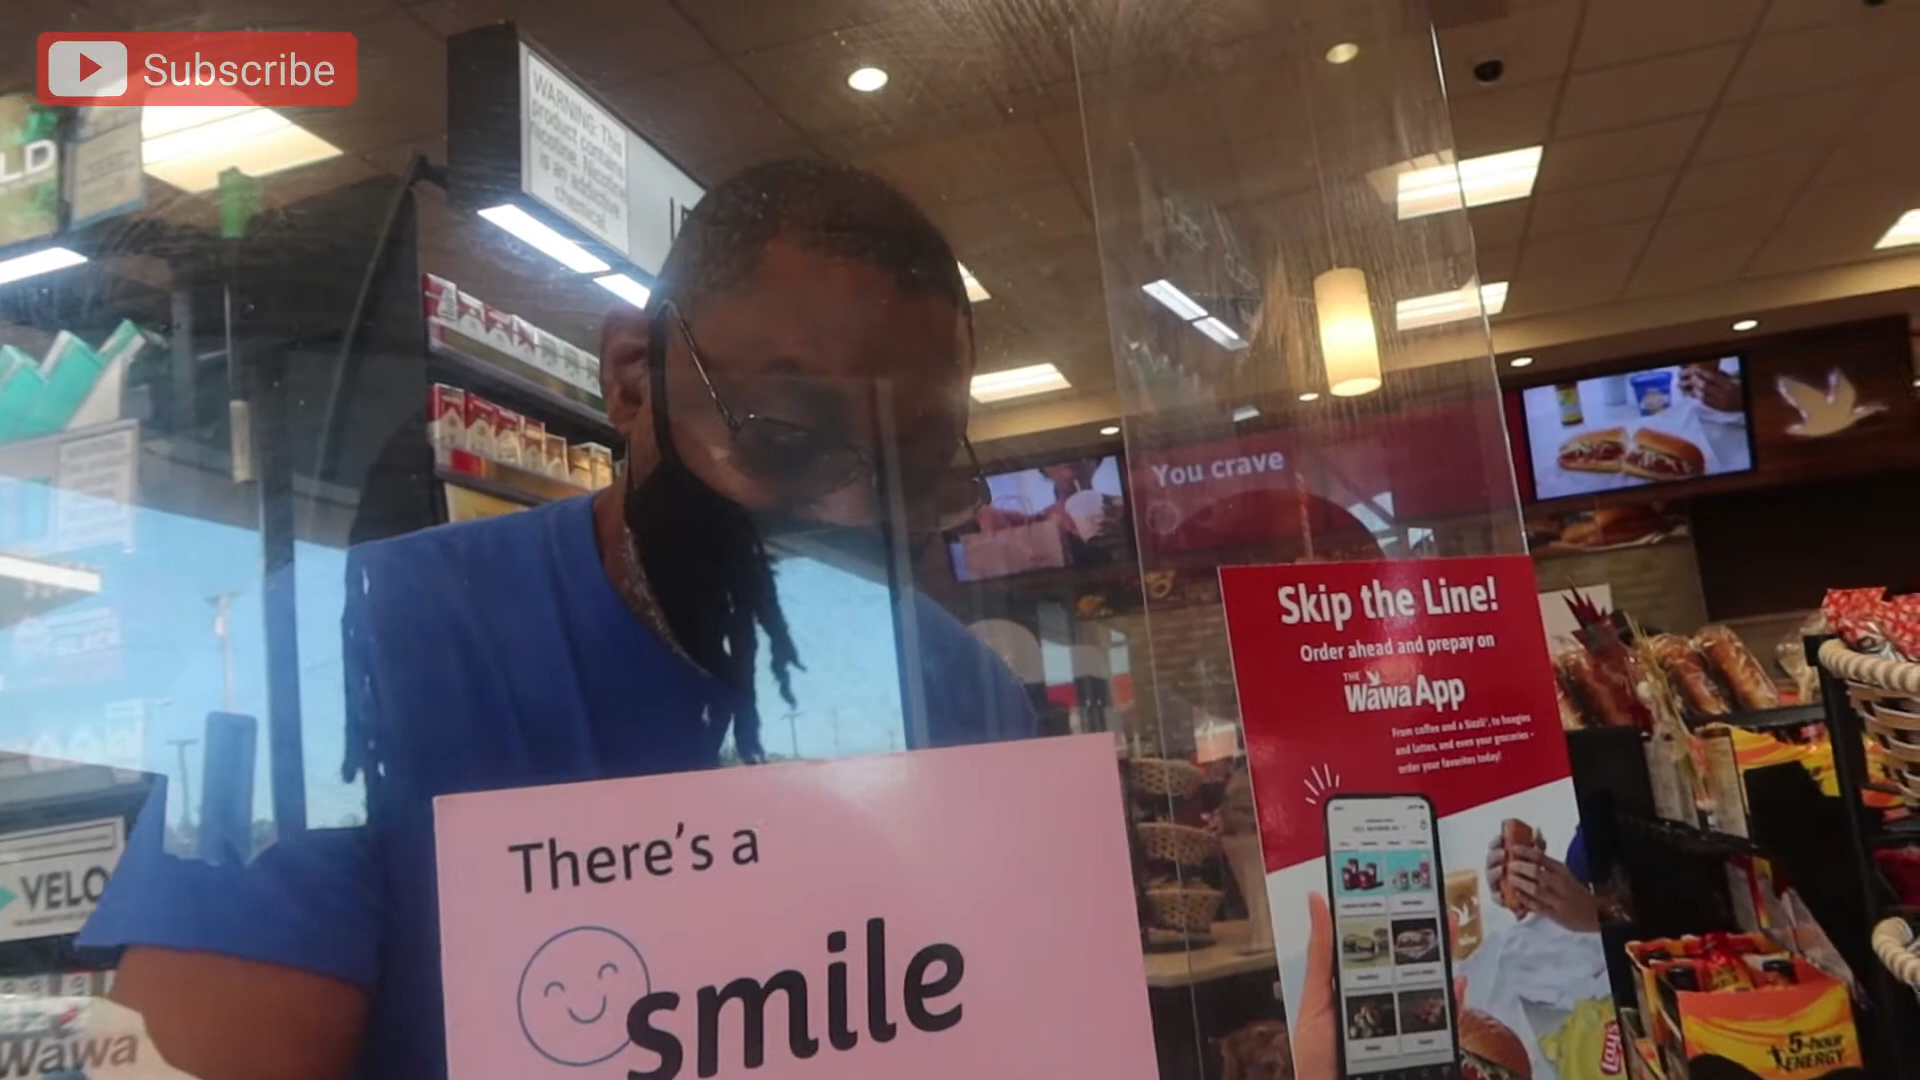 Subscribe
LD
WARNING: This
product contains
nicotine. Nicotine
is an addictive
chemical.
You crave
Skip the Line!
Order ahead and prepay on
THE
Wawa App
From coffee and a Sizzli®, to hoagies
and lattes, and even your groceries -
order your favorites today!
VELO
There's a
smile
Wawa
Lay's
5-hour
ENERGY